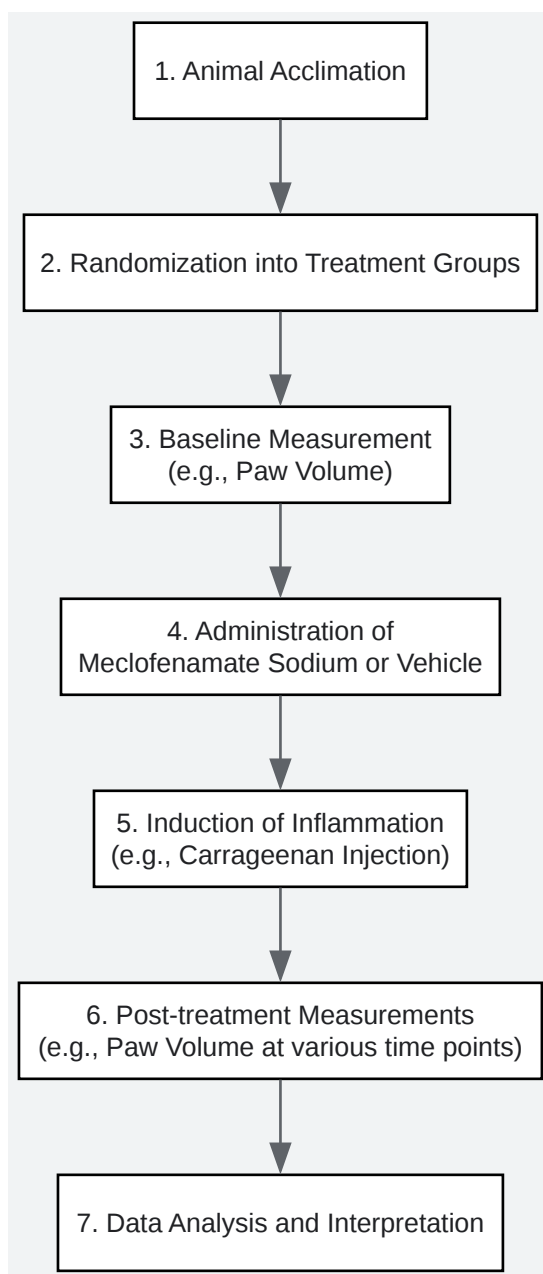 1. Animal Acclimation
2. Randomization into Treatment Groups
3. Baseline Measurement
(e.g., Paw Volume)
4. Administration of
Meclofenamate Sodium or Vehicle
5. Induction of Inflammation
(e.g., Carrageenan Injection)
6. Post-treatment Measurements
(e.g., Paw Volume at various time points)
7. Data Analysis and Interpretation